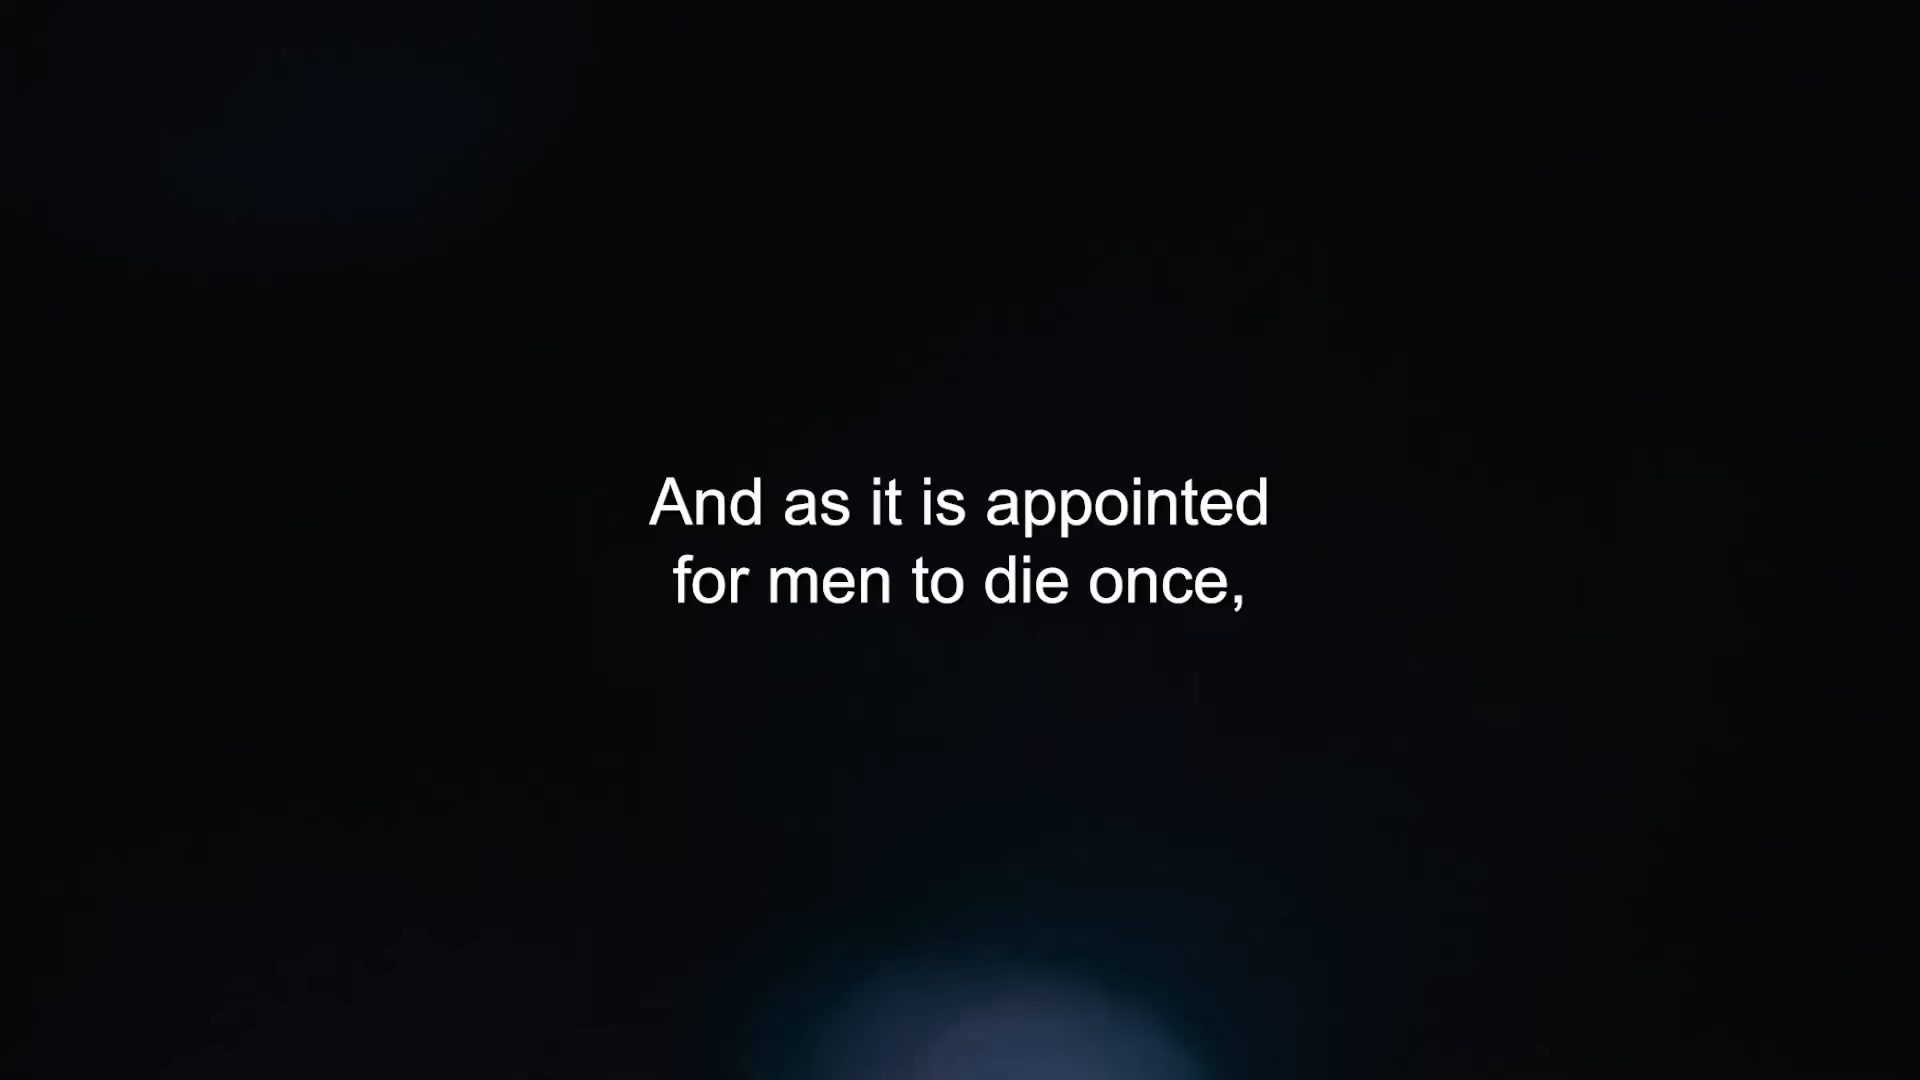 And as it is appointed
for men to die once,